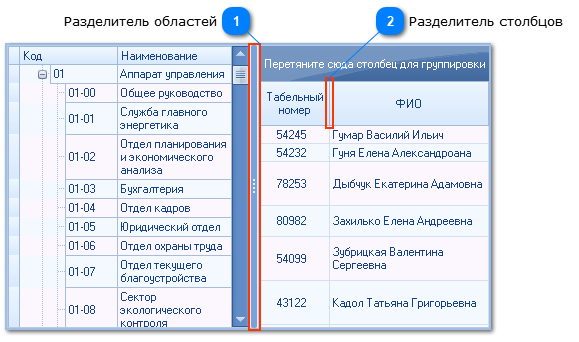 Разделитель областей 1 2 Разделитель столбцов
Код Наименование
01 Аппарат управления
01-00 Общее руководство
01-01 Служба главного
энергетика
01-02 Отдел планирования
и экономического
анализа
01-03 Бухгалтерия
01-04 Отдел кадров
01-05 Юридический отдел
01-06 Отдел охраны труда
01-07 Отдел текущего
благоустройства
01-08 Сектор
экологического
контроля
Перетяните сюда столбец для группировки
Табельный
номер
ФИО
54245 Гумар Василий Ильич
54232 Гуня Елена Александроана
78253 Дыбчук Екатерина Адамовна
80982 Захилько Елена Андреевна
54099 Зубрицкая Валентина
Сергеевна
43122 Кадол Татьяна Григорьевна